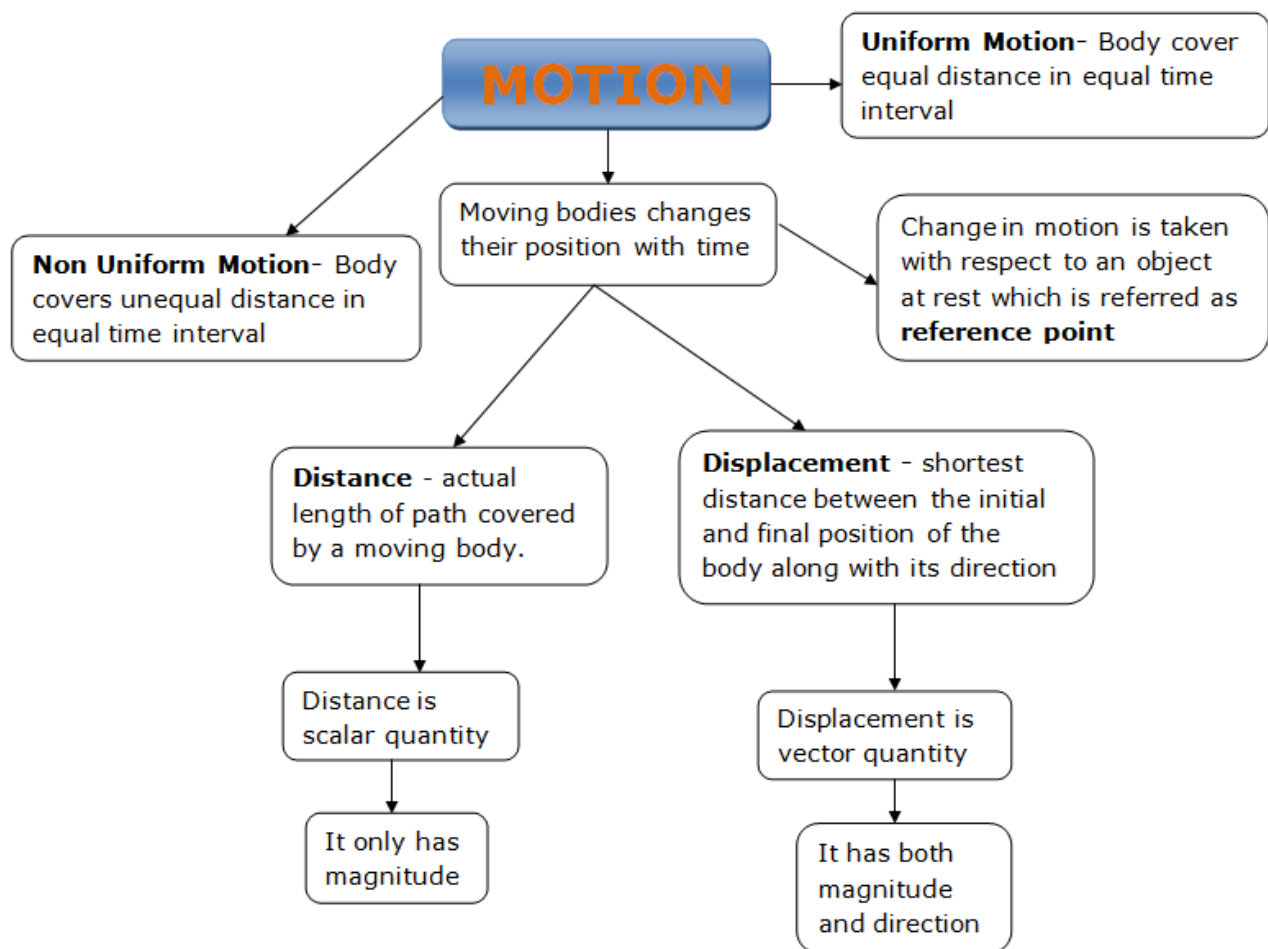 MOTION
Uniform Motion- Body cover
equal distance in equal time
interval
Moving bodies changes
their position with time
Change in motion is taken
with respect to an object
at rest which is referred as
reference point
Non Uniform Motion- Body
covers unequal distance in
equal time interval
Distance - actual
length of path covered
by a moving body.
Displacement - shortest
distance between the initial
and final position of the
body along with its direction
Distance is
scalar quantity
Displacement is
vector quantity
It only has
magnitude
It has both
magnitude
and direction